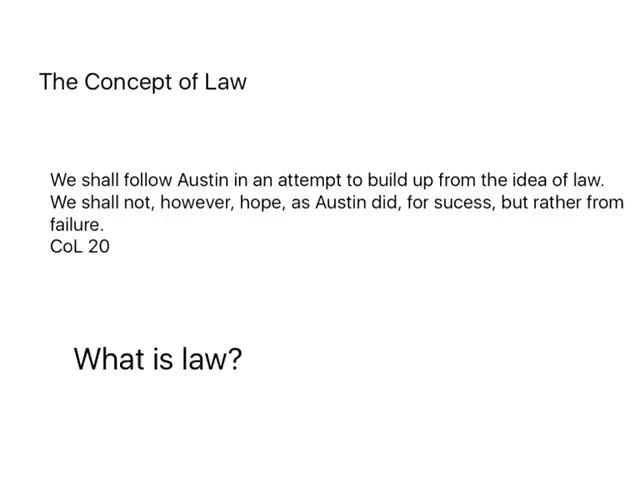 The Concept of Law
We shall follow Austin in an attempt to build up from the idea of law.
We shall not, however, hope, as Austin did, for sucess, but rather from
failure.
CoL 20
What is law?